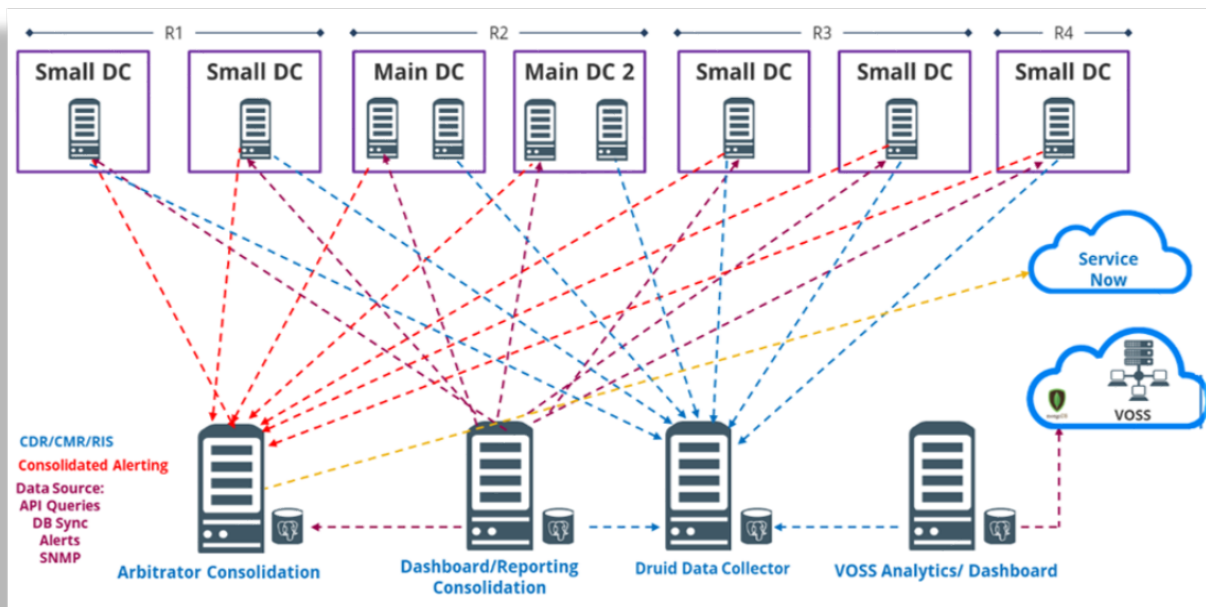 R1
R2
R3
R4
Small DC
Small DC
Main DC
Main DC 2
Small DC
Small DC
Small DC
Service
Now
mongoDB
VOSS
CDR/CMR/RIS
Consolidated Alerting
Data Source:
API Queries
DB Sync
Alerts
SNMP
Arbitrator Consolidation
Dashboard/Reporting
Consolidation
Druid Data Collector
VOSS Analytics/ Dashboard